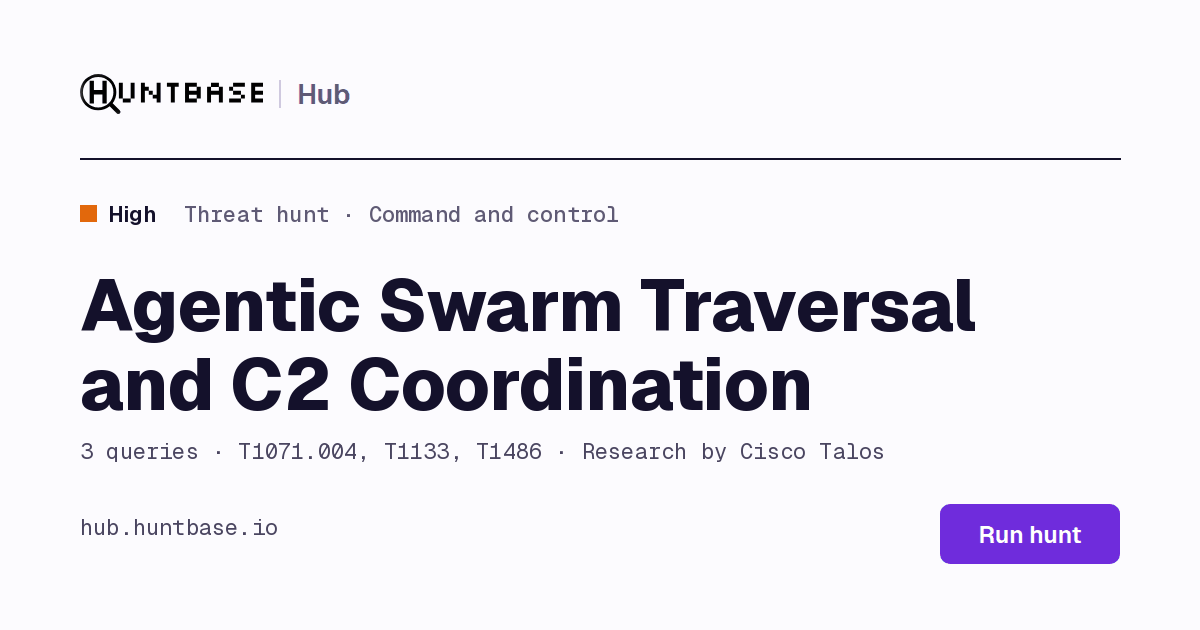 HUNTBASE Hub
High Threat hunt · Command and control
Agentic Swarm Traversal
and C2 Coordination
3 queries · T1071.004, T1133, T1486 · Research by Cisco Talos
hub.huntbase.io
Run hunt